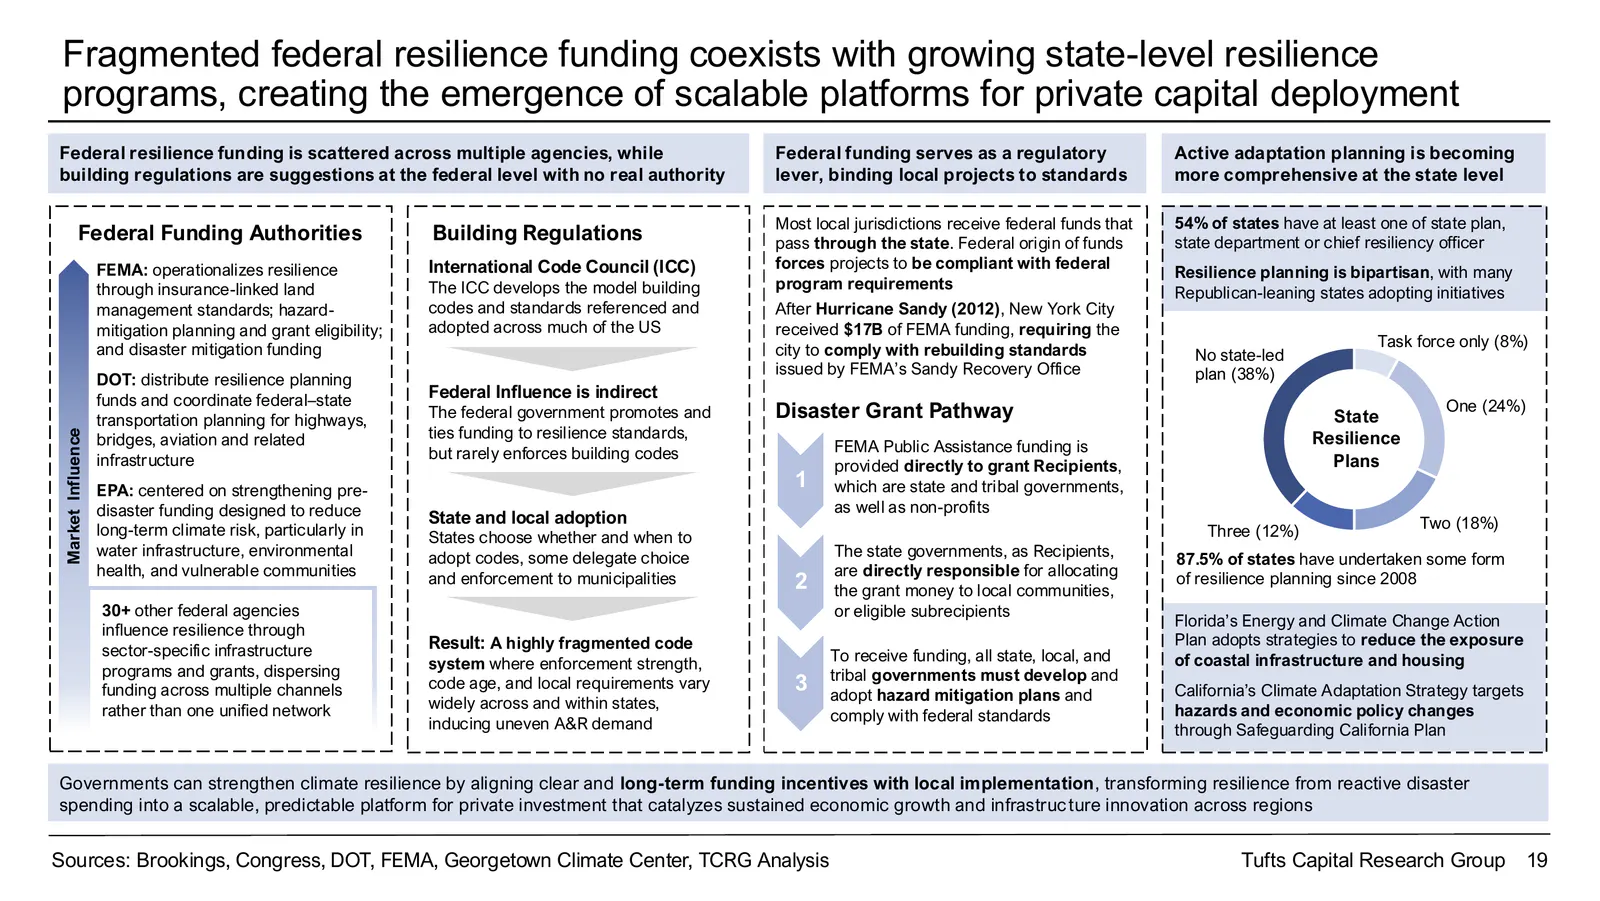 Fragmented federal resilience funding coexists with growing state-level resilience
programs, creating the emergence of scalable platforms for private capital deployment
Federal resilience funding is scattered across multiple agencies, while
building regulations are suggestions at the federal level with no real authority
Federal funding serves as a regulatory
lever, binding local projects to standards
Active adaptation planning is becoming
more comprehensive at the state level
Federal Funding Authorities
Market Influence
FEMA: operationalizes resilience
through insurance-linked land
management standards; hazard-
mitigation planning and grant eligibility;
and disaster mitigation funding
DOT: distribute resilience planning
funds and coordinate federal–state
transportation planning for highways,
bridges, aviation and related
infrastructure
EPA: centered on strengthening pre-
disaster funding designed to reduce
long-term climate risk, particularly in
water infrastructure, environmental
health, and vulnerable communities
30+ other federal agencies
influence resilience through
sector-specific infrastructure
programs and grants, dispersing
funding across multiple channels
rather than one unified network
Building Regulations
International Code Council (ICC)
The ICC develops the model building
codes and standards referenced and
adopted across much of the US
Federal Influence is indirect
The federal government promotes and
ties funding to resilience standards,
but rarely enforces building codes
State and local adoption
States choose whether and when to
adopt codes, some delegate choice
and enforcement to municipalities
Result: A highly fragmented code
system where enforcement strength,
code age, and local requirements vary
widely across and within states,
inducing uneven A&R demand
Most local jurisdictions receive federal funds that
pass through the state. Federal origin of funds
forces projects to be compliant with federal
program requirements
After Hurricane Sandy (2012), New York City
received $17B of FEMA funding, requiring the
city to comply with rebuilding standards
issued by FEMA's Sandy Recovery Office
Disaster Grant Pathway
1
FEMA Public Assistance funding is
provided directly to grant Recipients,
which are state and tribal governments,
as well as non-profits
2
The state governments, as Recipients,
are directly responsible for allocating
the grant money to local communities,
or eligible subrecipients
3
To receive funding, all state, local, and
tribal governments must develop and
adopt hazard mitigation plans and
comply with federal standards
54% of states have at least one of state plan,
state department or chief resiliency officer
Resilience planning is bipartisan, with many
Republican-leaning states adopting initiatives
Task force only (8%)
No state-led
plan (38%)
One (24%)
State
Resilience
Plans
Two (18%)
Three (12%)
87.5% of states have undertaken some form
of resilience planning since 2008
Florida's Energy and Climate Change Action
Plan adopts strategies to reduce the exposure
of coastal infrastructure and housing
California's Climate Adaptation Strategy targets
hazards and economic policy changes
through Safeguarding California Plan
Governments can strengthen climate resilience by aligning clear and long-term funding incentives with local implementation, transforming resilience from reactive disaster
spending into a scalable, predictable platform for private investment that catalyzes sustained economic growth and infrastructure innovation across regions
Sources: Brookings, Congress, DOT, FEMA, Georgetown Climate Center, TCRG Analysis
Tufts Capital Research Group 19